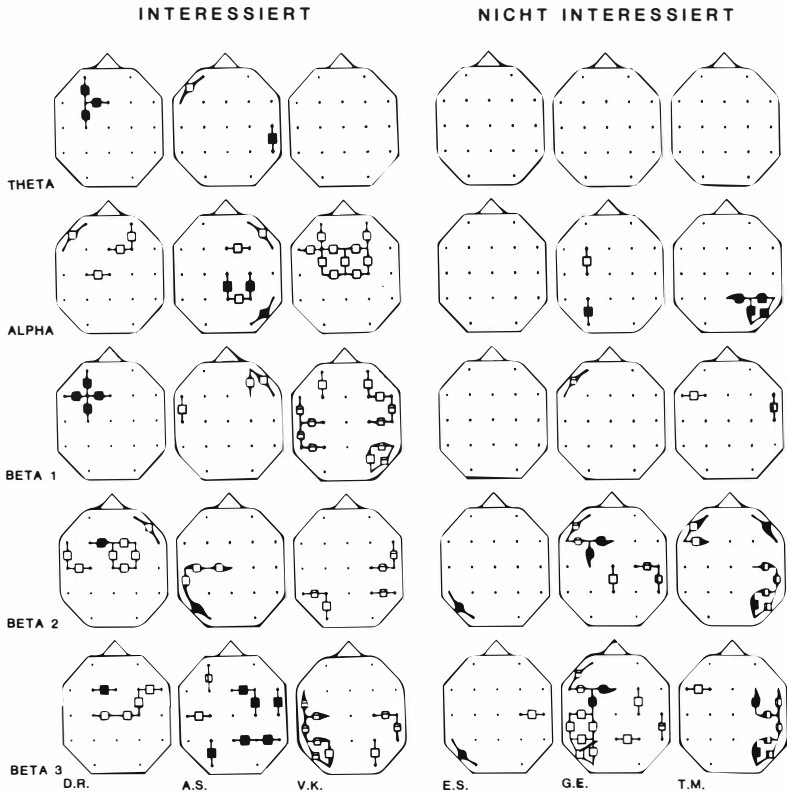 INTERESSIERT
NICHT INTERESSIERT
THETA
ALPHA
BETA 1
BETA 2
BETA 3
D.R.
A.S.
V.K.
E.S.
G.E.
T.M.